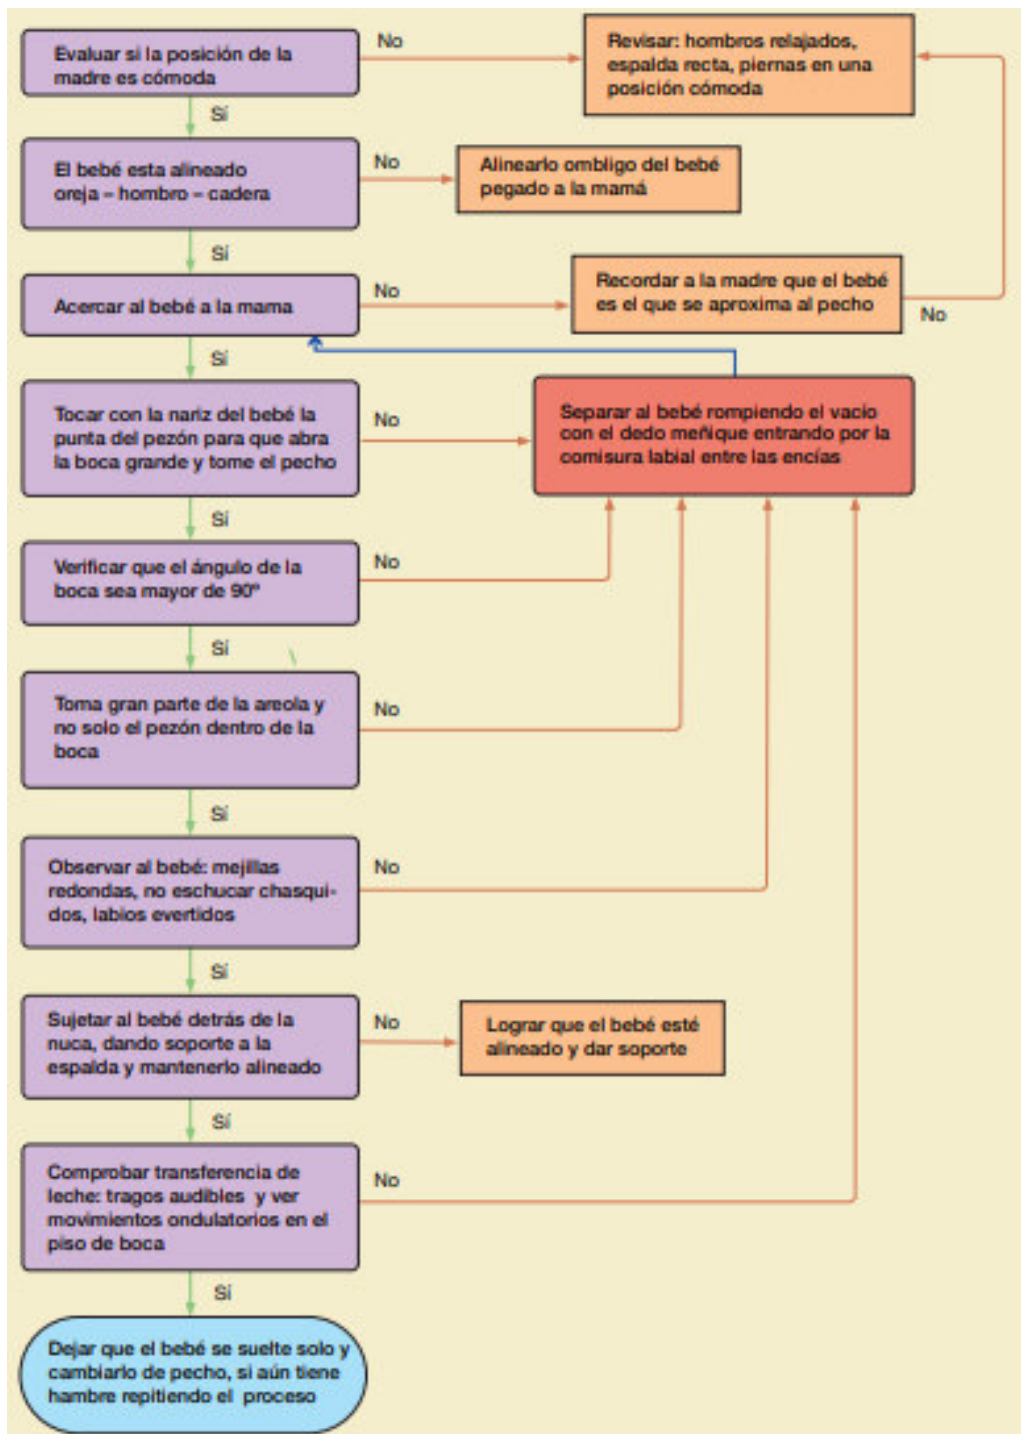 Evaluar si la posición de la
madre es cómoda
No
Revisar: hombros relajados,
espalda recta, piernas en una
posición cómoda
Sí
El bebé esta alineado
oreja – hombro – cadera
No
Alinearlo ombligo del bebé
pegado a la mamá
Sí
Acercar al bebé a la mama
No
Recordar a la madre que el bebé
es el que se aproxima al pecho
No
Sí
Tocar con la nariz del bebé la
punta del pezón para que abra
la boca grande y tome el pecho
No
Separar al bebé rompiendo el vacío
con el dedo meñique entrando por la
comisura labial entre las encías
Sí
Verificar que el ángulo de la
boca sea mayor de 90º
No
Sí
Toma gran parte de la areola y
no solo el pezón dentro de la
boca
No
Sí
Observar al bebé: mejillas
redondas, no eschucar chasqui-
dos, labios evertidos
No
Sí
Sujetar al bebé detrás de la
nuca, dando soporte a la
espalda y mantenerlo alineado
No
Lograr que el bebé esté
alineado y dar soporte
Sí
Comprobar transferencia de
leche: tragos audibles y ver
movimientos ondulatorios en el
piso de boca
No
Sí
Dejar que el bebé se suelte solo y
cambiarlo de pecho, si aún tiene
hambre repitiendo el proceso